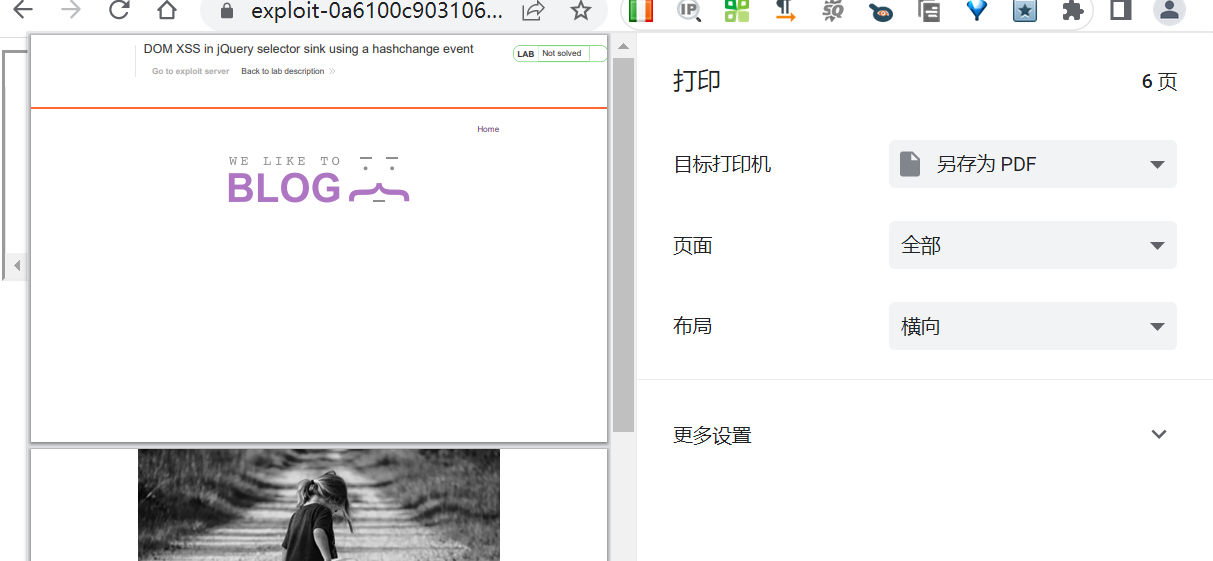 exploit-0a6100c903106...
IP
DOM XSS in jQuery selector sink using a hashchange event
LAB Not solved
Go to exploit server Back to lab description
Home
WE LIKE TO
BLOG
打印
6 页
目标打印机
另存为 PDF
页面
全部
布局
横向
更多设置